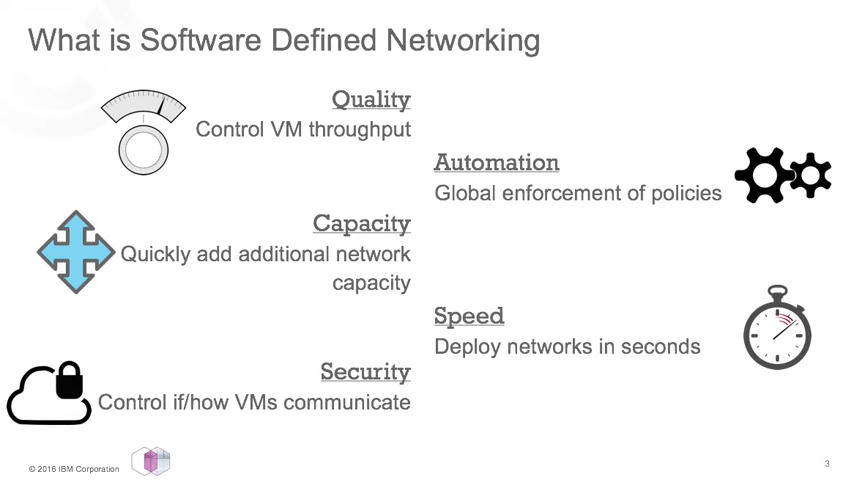 What is Software Defined Networking
Quality
Control VM throughput
Automation
Global enforcement of policies
Capacity
Quickly add additional network
capacity
Speed
Deploy networks in seconds
Security
Control if/how VMs communicate
© 2016 IBM Corporation
3